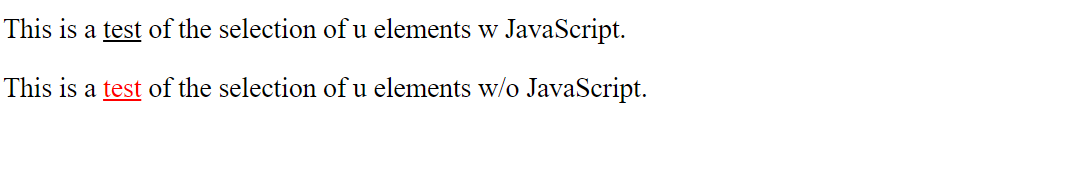 This is a test of the selection of u elements w JavaScript.
This is a test of the selection of u elements w/o JavaScript.